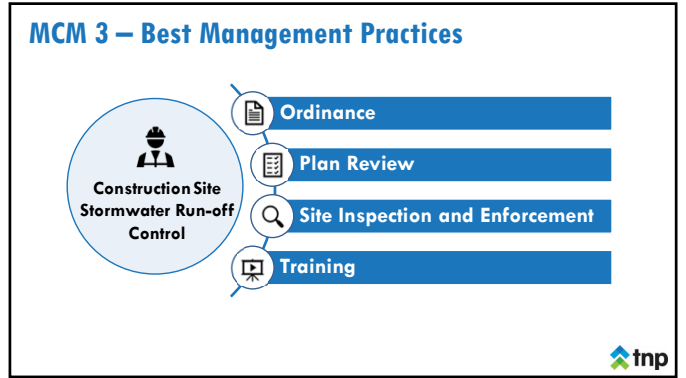 MCM 3 – Best Management Practices
Ordinance
Plan Review
Construction Site
Stormwater Run-off
Control
Site Inspection and Enforcement
Training
tnp